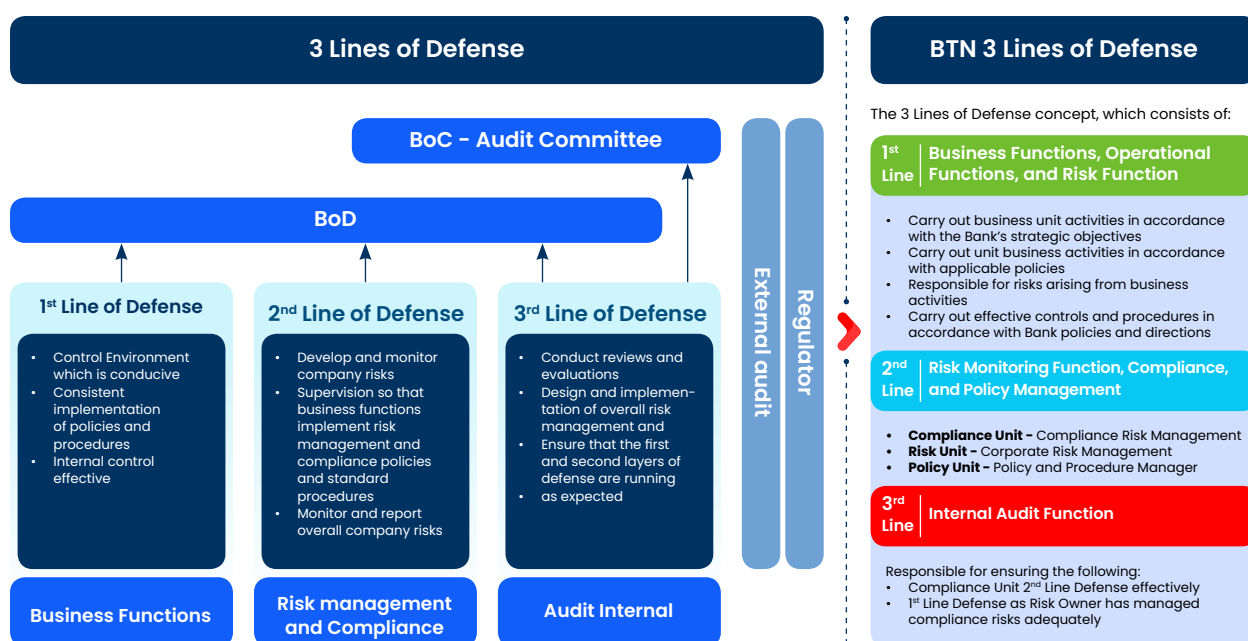 3 Lines of Defense
BoC - Audit Committee
BoD
1st Line of Defense
• Control Environment
which is conducive
• Consistent
implementation
of policies and
procedures
• Internal control
effective
Business Functions
2nd Line of Defense
• Develop and monitor
company risks
• Supervision so that
business functions
implement risk
management and
compliance policies
and standard
procedures
• Monitor and report
overall company risks
Risk management
and Compliance
3rd Line of Defense
• Conduct reviews and
evaluations
• Design and implemen-
tation of overall risk
management and
• Ensure that the first
and second layers of
defense are running
• as expected
Audit Internal
External audit
Regulator
BTN 3 Lines of Defense
The 3 Lines of Defense concept, which consists of:
1st Line
Business Functions, Operational
Functions, and Risk Function
• Carry out business unit activities in accordance
with the Bank's strategic objectives
• Carry out unit business activities in accordance
with applicable policies
• Responsible for risks arising from business
activities
• Carry out effective controls and procedures in
accordance with Bank policies and directions
2nd Line
Risk Monitoring Function, Compliance,
and Policy Management
• Compliance Unit - Compliance Risk Management
• Risk Unit - Corporate Risk Management
• Policy Unit - Policy and Procedure Manager
3rd Line
Internal Audit Function
Responsible for ensuring the following:
• Compliance Unit 2nd Line Defense effectively
• 1st Line Defense as Risk Owner has managed
compliance risks adequately